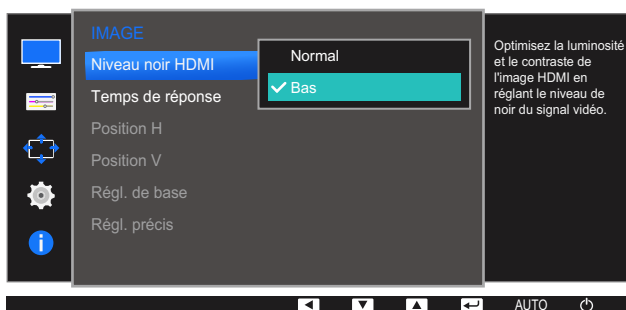 IMAGE
Niveau noir HDMI
Normal
Bas
Temps de réponse
Position H
Position V
Régl. de base
Régl. précis
Optimisez la luminosité
et le contraste de
l'image HDMI en
réglant le niveau de
noir du signal vidéo.
AUTO